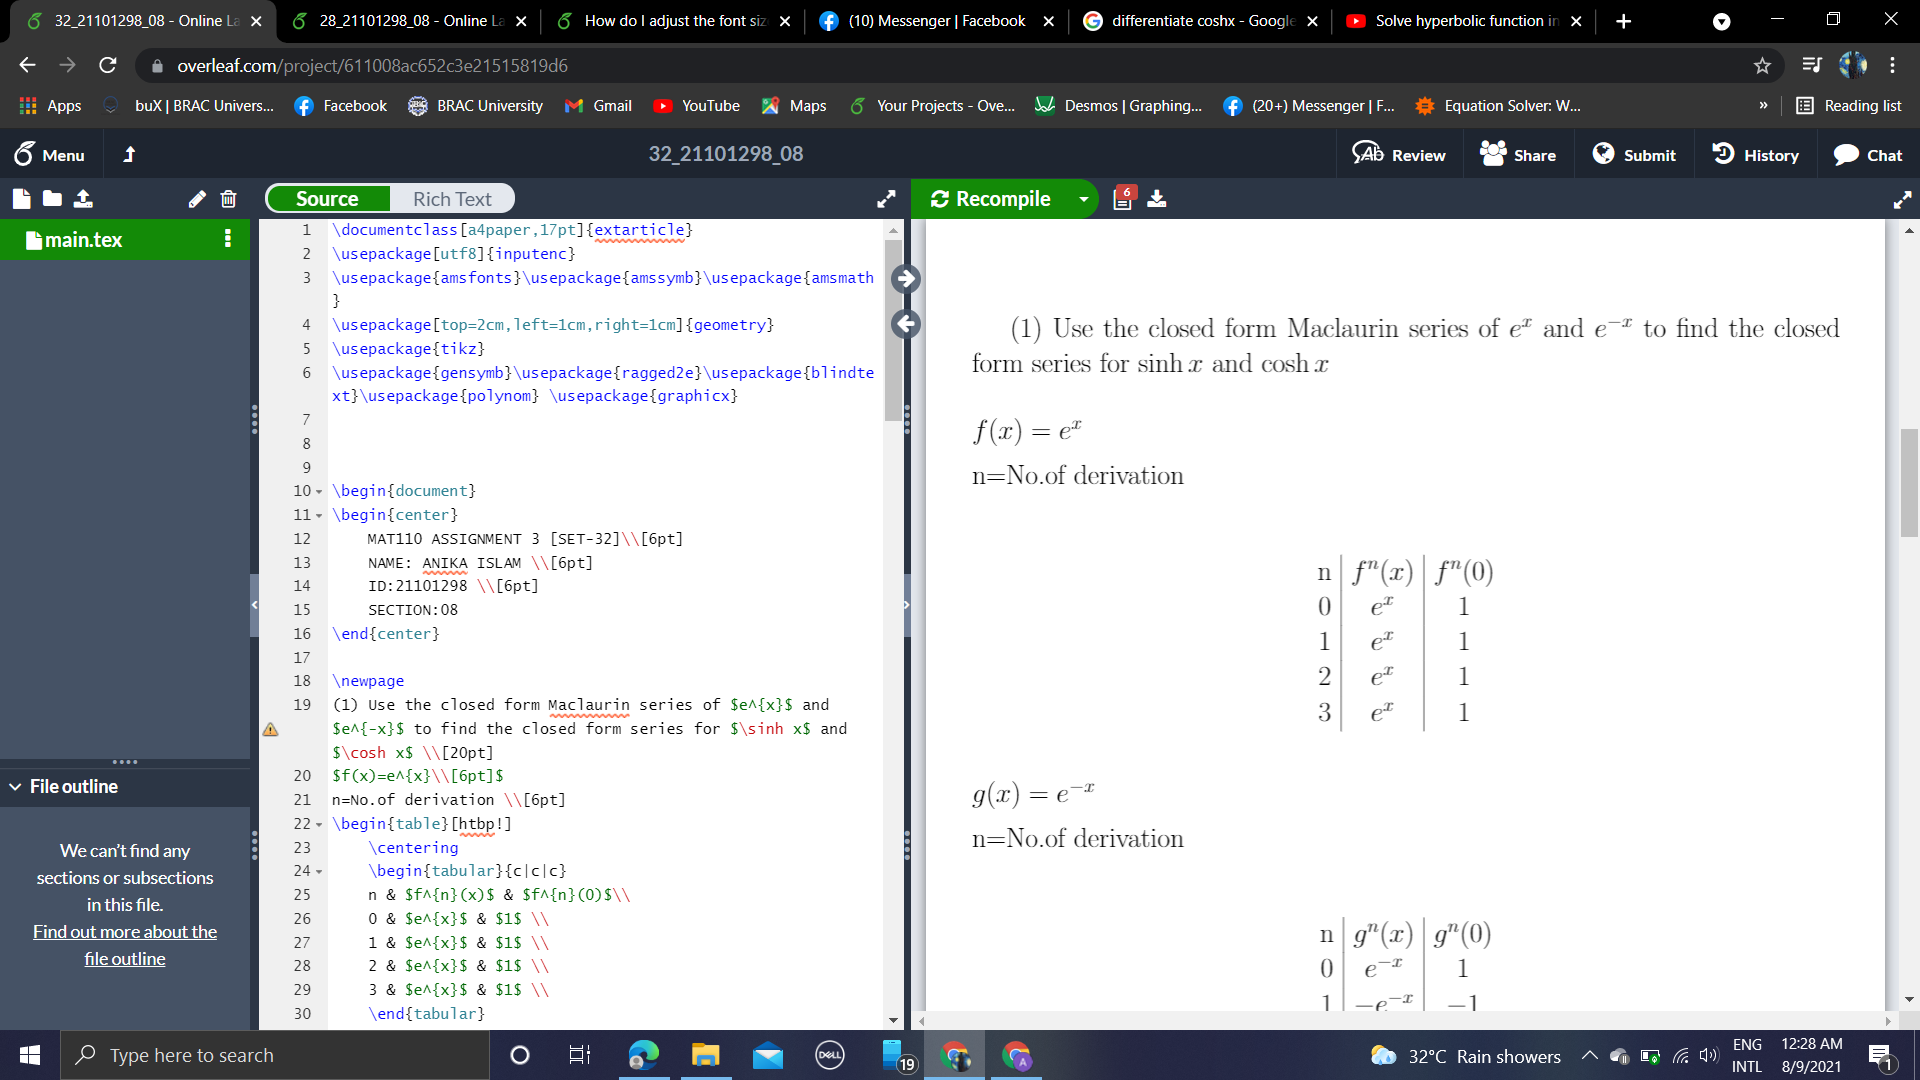 32_21101298_08 - Online La
28_21101298_08 - Online La
How do I adjust the font siz
(10) Messenger | Facebook
differentiate coshx - Google
Solve hyperbolic function in
overleaf.com/project/611008ac652c3e21515819d6
Apps
buX | BRAC Univers...
Facebook
BRAC University
Gmail
YouTube
Maps
Your Projects - Ove...
Desmos | Graphing...
(20+) Messenger | F...
Equation Solver: W...
»
Reading list
Menu
32_21101298_08
Review
Share
Submit
History
Chat
Source
Rich Text
Recompile
6
main.tex
1 \documentclass[a4paper,17pt]{extarticle}
2 \usepackage[utf8]{inputenc}
3 \usepackage{amsfonts}\usepackage{amssymb}\usepackage{amsmath
}
4 \usepackage[top=2cm,left=1cm,right=1cm]{geometry}
5 \usepackage{tikz}
6 \usepackage{gensymb}\usepackage{ragged2e}\usepackage{blindte
xt}\usepackage{polynom} \usepackage{graphicx}
7
8
9
10 \begin{document}
11 \begin{center}
12 MAT110 ASSIGNMENT 3 [SET-32]\\[6pt]
13 NAME: ANIKA ISLAM \\[6pt]
14 ID:21101298 \\[6pt]
15 SECTION:08
16 \end{center}
17
18 \newpage
19 (1) Use the closed form Maclaurin series of $e^{x}$ and
$e^{-x}$ to find the closed form series for $\sinh x$ and
$\cosh x$ \\[20pt]
20 $f(x)=e^{x}\\[6pt]$
21 n=No.of derivation \\[6pt]
22 \begin{table}[htbp!]
23 \centering
24 \begin{tabular}{c|c|c}
25 n & $f^{n}(x)$ & $f^{n}(0)$\\
26 0 & $e^{x}$ & $1$ \\
27 1 & $e^{x}$ & $1$ \\
28 2 & $e^{x}$ & $1$ \\
29 3 & $e^{x}$ & $1$ \\
30 \end{tabular}
File outline
We can't find any
sections or subsections
in this file.
Find out more about the
file outline
(1) Use the closed form Maclaurin series of e^x and e^{-x} to find the closed
form series for sinh x and cosh x
f(x) = e^x
n=No.of derivation
n f^n(x) f^n(0)
0 e^x 1
1 e^x 1
2 e^x 1
3 e^x 1
g(x) = e^{-x}
n=No.of derivation
n g^n(x) g^n(0)
0 e^{-x} 1
1 -e^{-x} -1
Type here to search
DELL
19
A
32°C Rain showers
ENG
INTL
12:28 AM
8/9/2021
1